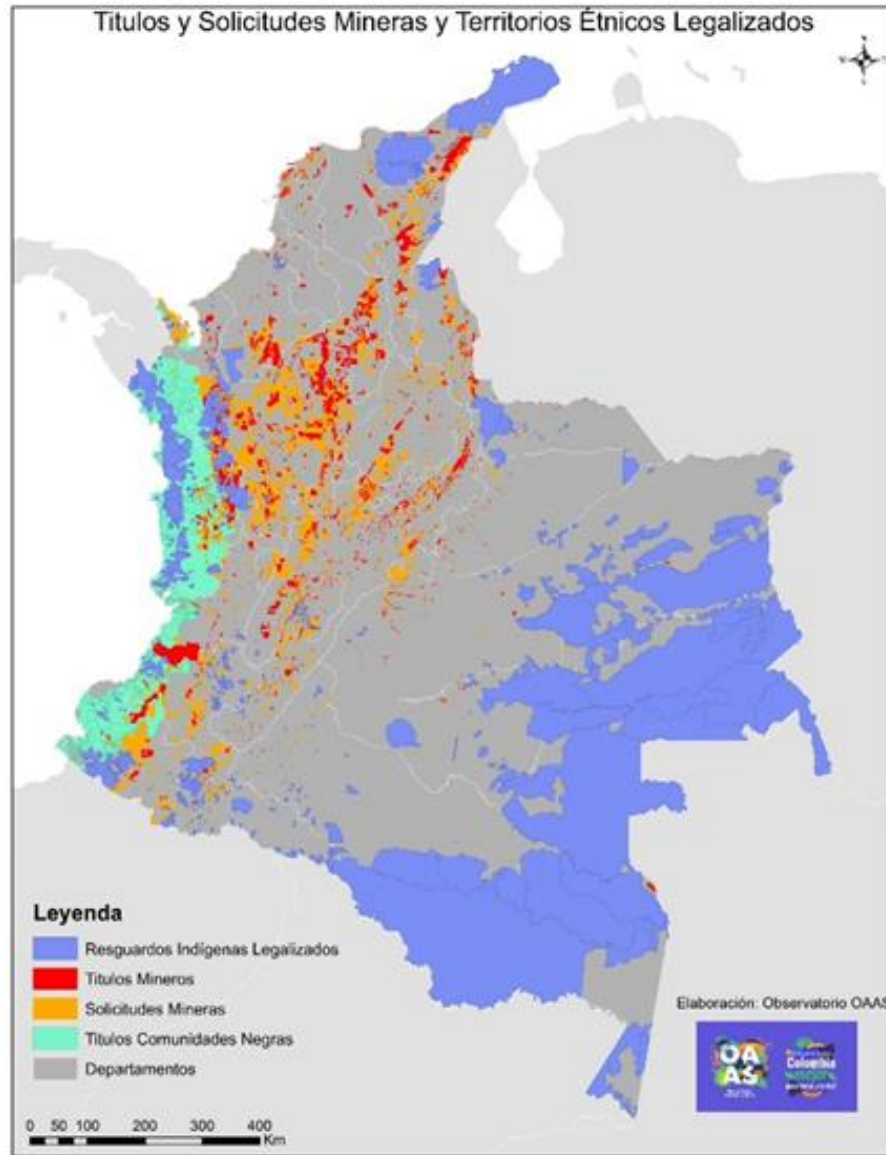 Titulos y Solicitudes Mineras y Territorios Étnicos Legalizados
Leyenda
Resguardos Indígenas Legalizados
Titulos Mineros
Solicitudes Mineras
Titulos Comunidades Negras
Departamentos
0 50 100 200 300 400
Km
Elaboración: Observatorio OAAS
OA
AS
Colombia